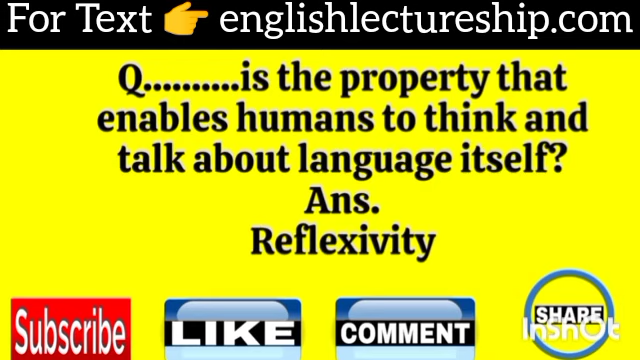 For Text 👉 englishlectureship.com
Q..........is the property that
enables humans to think and
talk about language itself?
Ans.
Reflexivity
Subscribe
LIKE
COMMENT
SHARE
InShOt